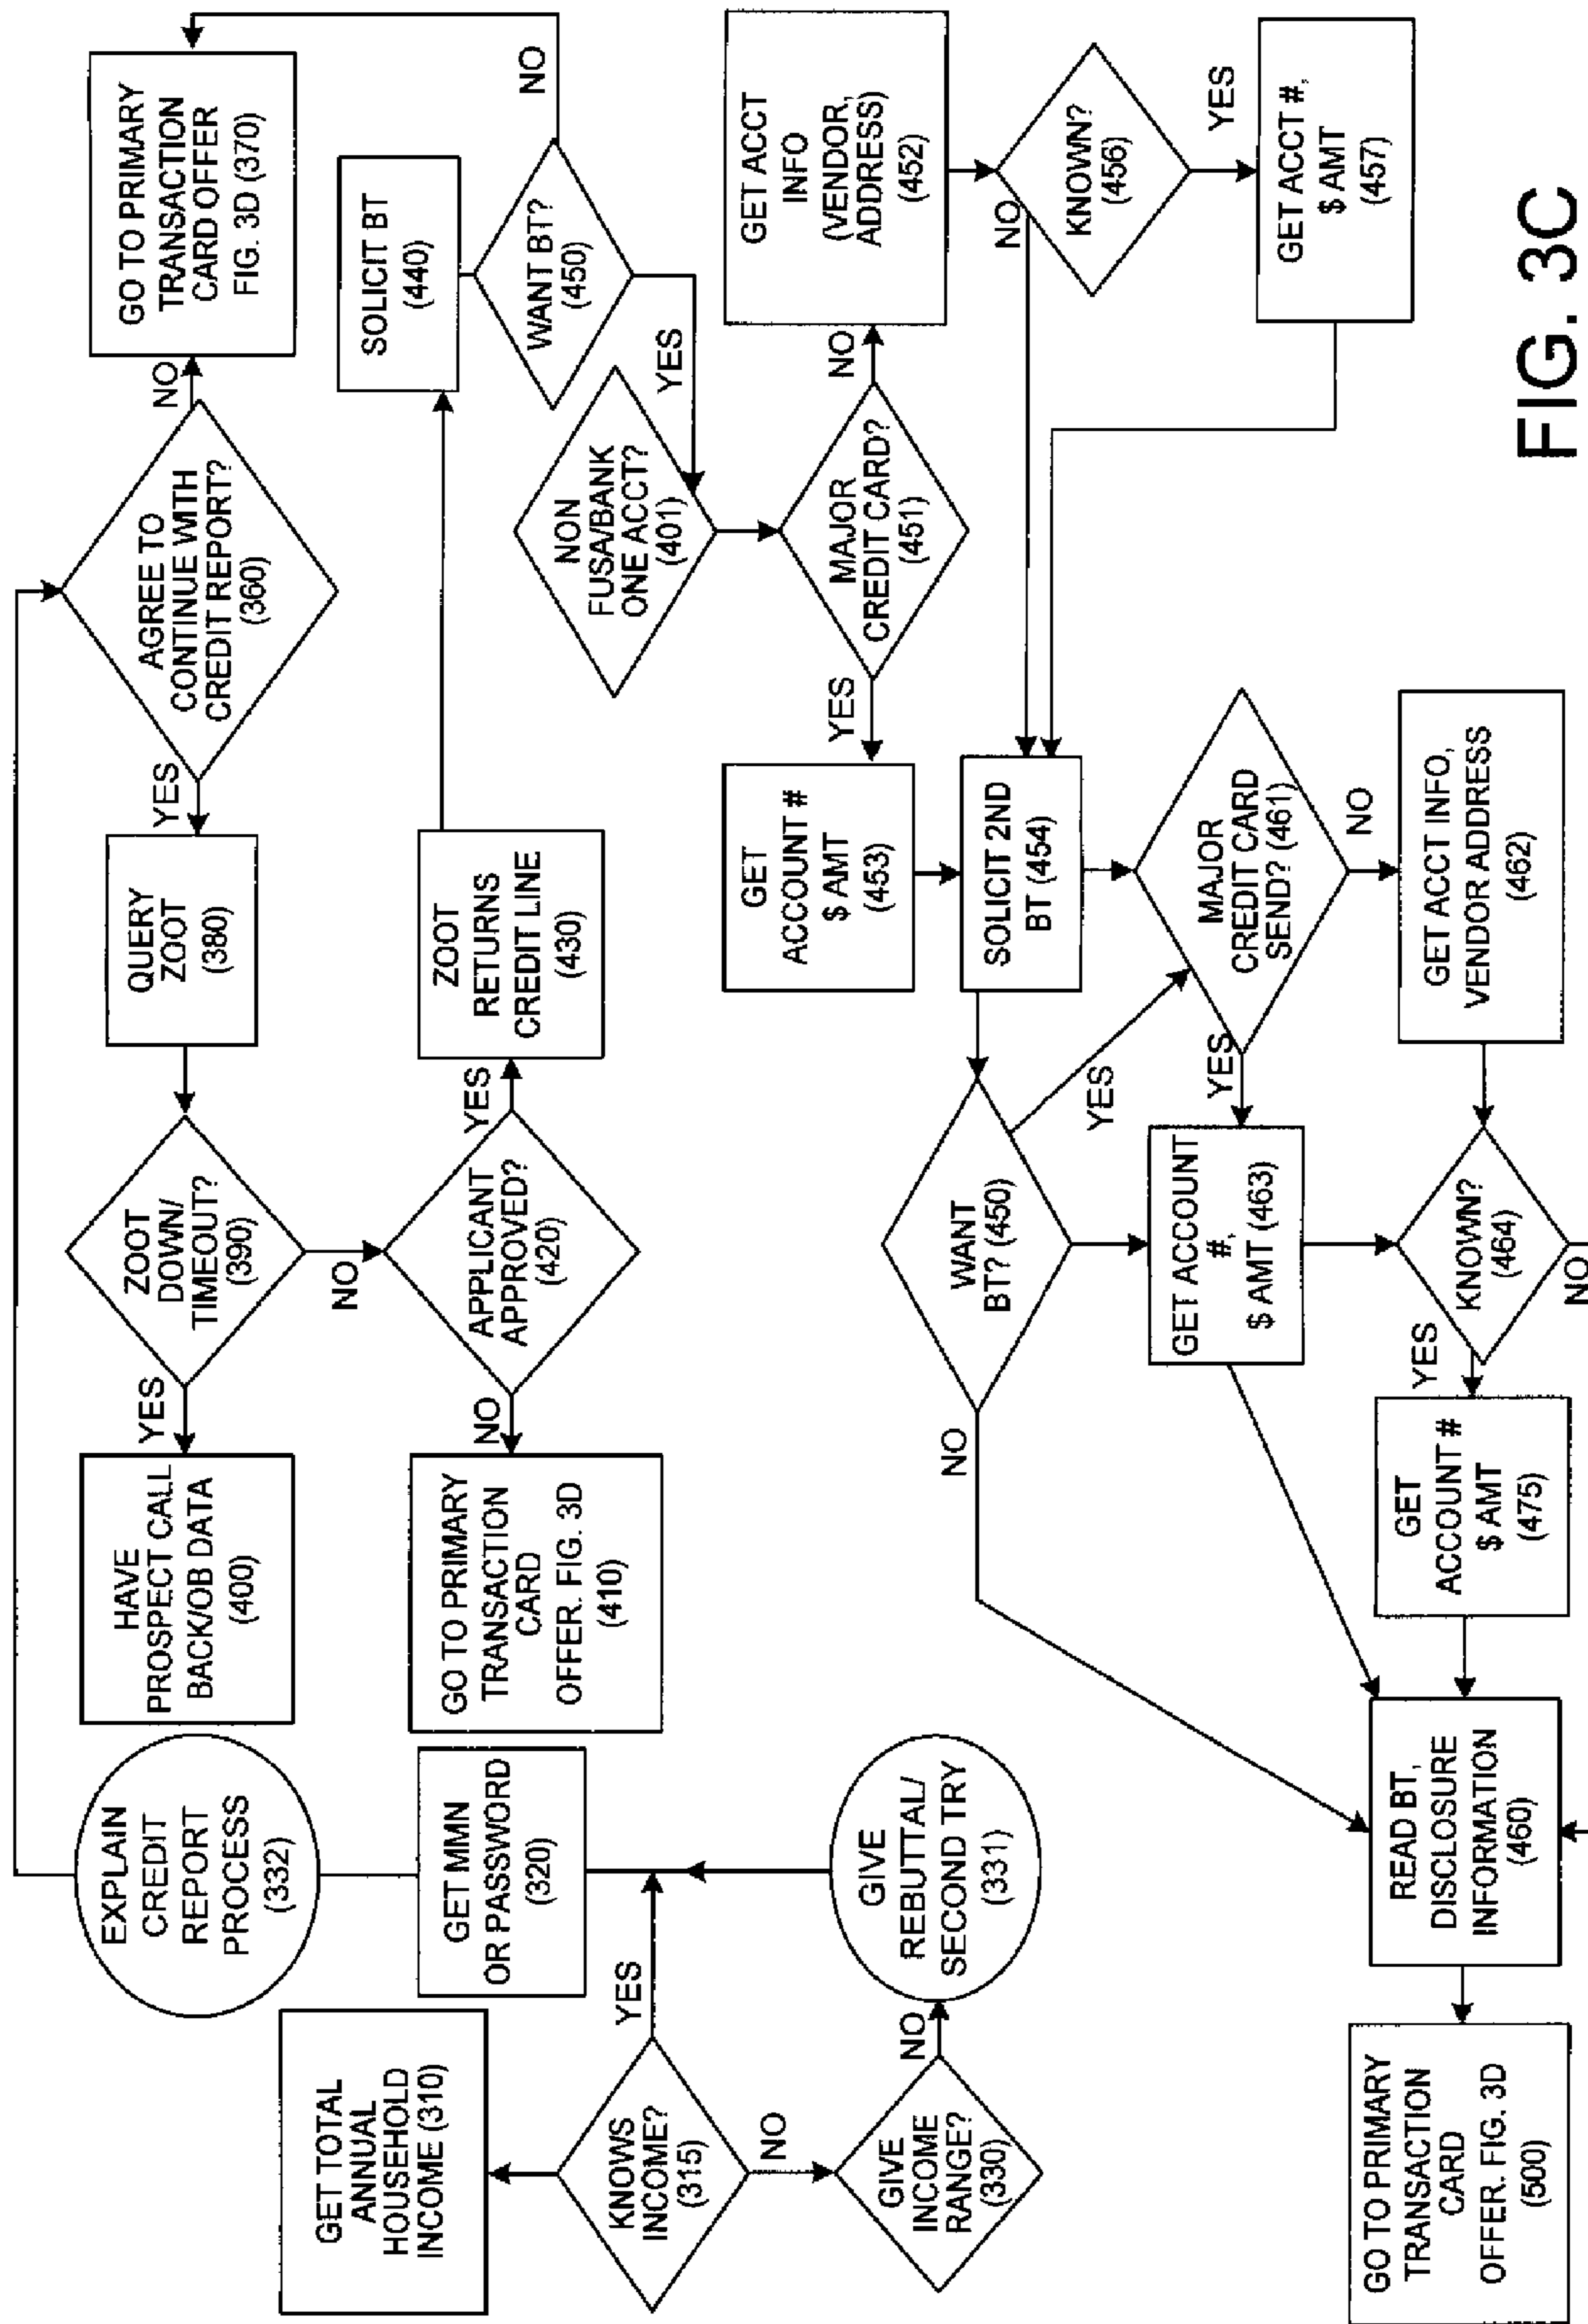 GET TOTAL
ANNUAL
HOUSEHOLD
INCOME (310)
KNOWS
INCOME?
(315)
YES
NO
GIVE
INCOME
RANGE?
(330)
NO
GIVE
REBUTTAL/
SECOND TRY
(331)
GET MMN
OR PASSWORD
(320)
EXPLAIN
CREDIT
REPORT
PROCESS
(332)
AGREE TO
CONTINUE WITH
CREDIT REPORT?
(360)
NO
GO TO PRIMARY
TRANSACTION
CARD OFFER
FIG. 3D (370)
YES
QUERY
ZOOT
(380)
ZOOT
DOWN/
TIMEOUT?
(390)
YES
HAVE
PROSPECT CALL
BACK/OB DATA
(400)
NO
APPLICANT
APPROVED?
(420)
NO
GO TO PRIMARY
TRANSACTION
CARD
OFFER. FIG. 3D
(410)
YES
ZOOT
RETURNS
CREDIT LINE
(430)
SOLICIT BT
(440)
WANT BT?
(450)
NO
YES
NON
FUSA/BANK
ONE ACCT?
(401)
MAJOR
CREDIT CARD?
(451)
NO
GET ACCT
INFO
(VENDOR,
ADDRESS)
(452)
KNOWN?
(456)
NO
YES
GET ACCT #,
$ AMT
(457)
YES
GET
ACCOUNT #
$ AMT
(453)
SOLICIT 2ND
BT (454)
WANT
BT? (450)
YES
NO
MAJOR
CREDIT CARD
SEND? (461)
YES
NO
GET ACCOUNT
#,
$ AMT (463)
GET ACCT INFO,
VENDOR ADDRESS
(462)
KNOWN?
(464)
YES
NO
GET
ACCOUNT #
$ AMT
(475)
READ BT,
DISCLOSURE
INFORMATION
(460)
GO TO PRIMARY
TRANSACTION
CARD
OFFER. FIG. 3D
(500)
FIG. 3C